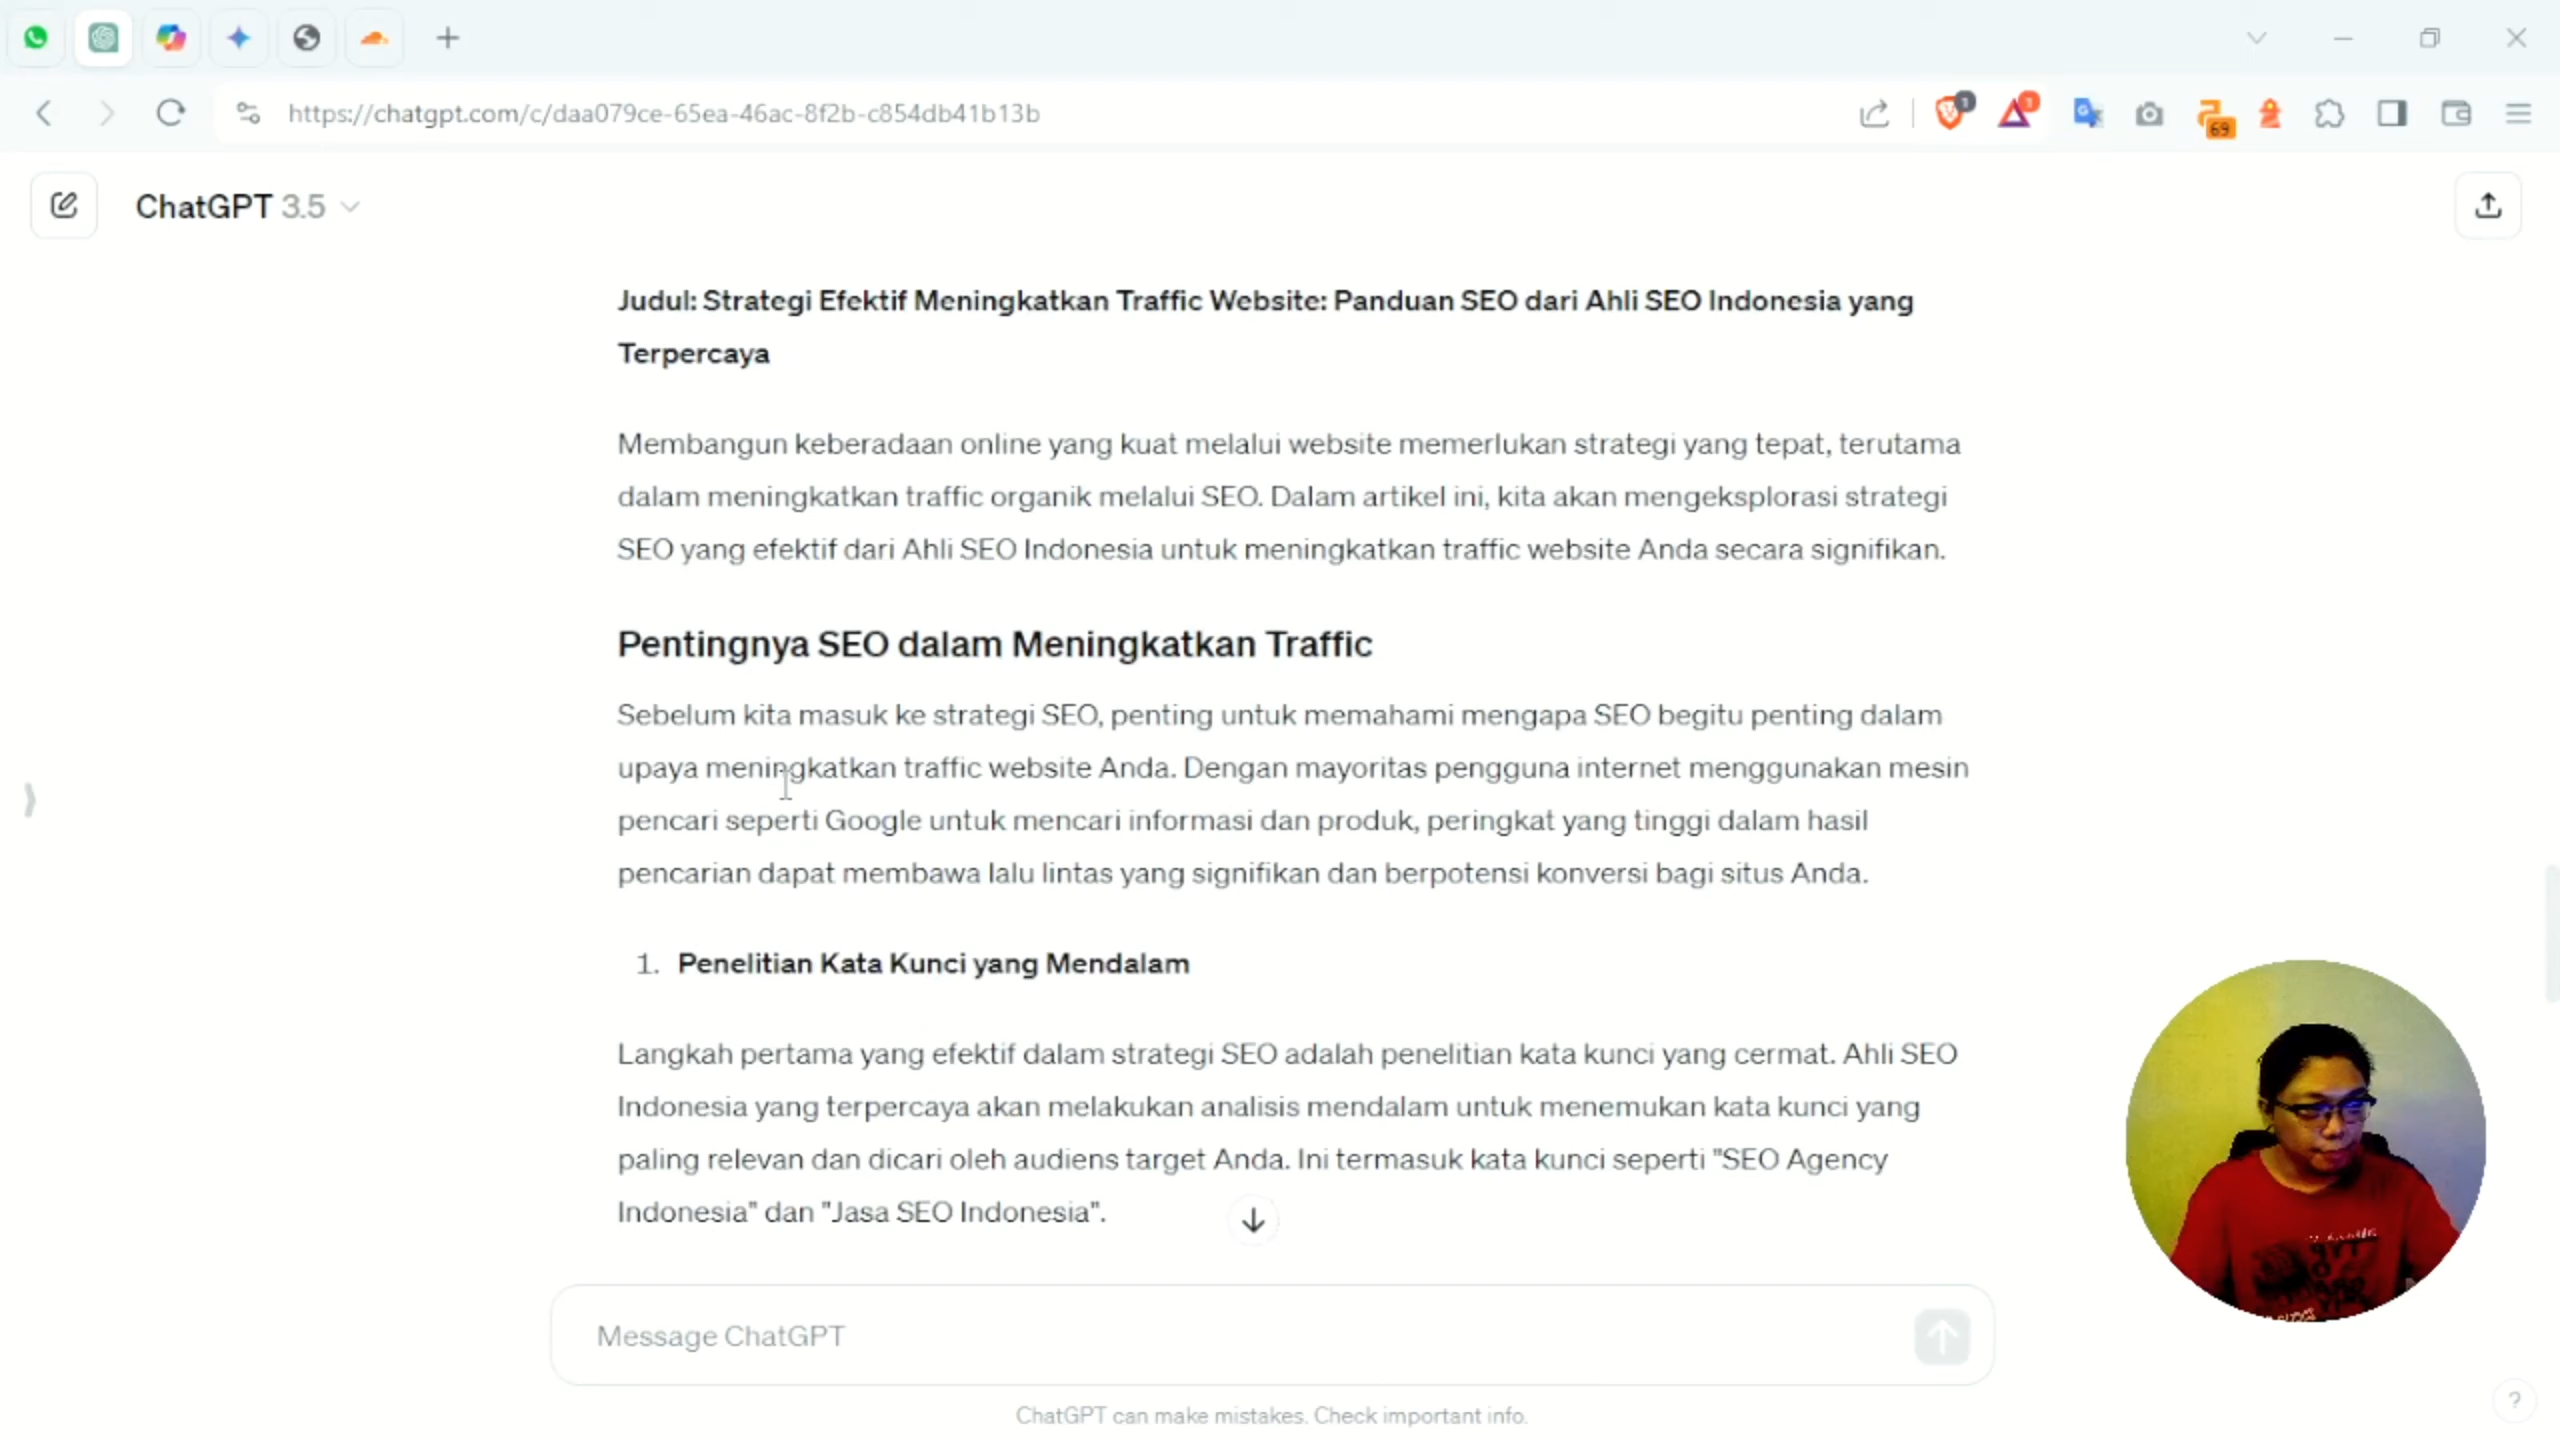 https://chatgpt.com/c/daa079ce-65ea-46ac-8f2b-c854db41b13b
1
1
69
ChatGPT 3.5
Judul: Strategi Efektif Meningkatkan Traffic Website: Panduan SEO dari Ahli SEO Indonesia yang
Terpercaya
Membangun keberadaan online yang kuat melalui website memerlukan strategi yang tepat, terutama
dalam meningkatkan traffic organik melalui SEO. Dalam artikel ini, kita akan mengeksplorasi strategi
SEO yang efektif dari Ahli SEO Indonesia untuk meningkatkan traffic website Anda secara signifikan.
Pentingnya SEO dalam Meningkatkan Traffic
Sebelum kita masuk ke strategi SEO, penting untuk memahami mengapa SEO begitu penting dalam
upaya meningkatkan traffic website Anda. Dengan mayoritas pengguna internet menggunakan mesin
pencari seperti Google untuk mencari informasi dan produk, peringkat yang tinggi dalam hasil
pencarian dapat membawa lalu lintas yang signifikan dan berpotensi konversi bagi situs Anda.
1. Penelitian Kata Kunci yang Mendalam
Langkah pertama yang efektif dalam strategi SEO adalah penelitian kata kunci yang cermat. Ahli SEO
Indonesia yang terpercaya akan melakukan analisis mendalam untuk menemukan kata kunci yang
paling relevan dan dicari oleh audiens target Anda. Ini termasuk kata kunci seperti "SEO Agency
Indonesia" dan "Jasa SEO Indonesia".
Message ChatGPT
ChatGPT can make mistakes. Check important info.
?